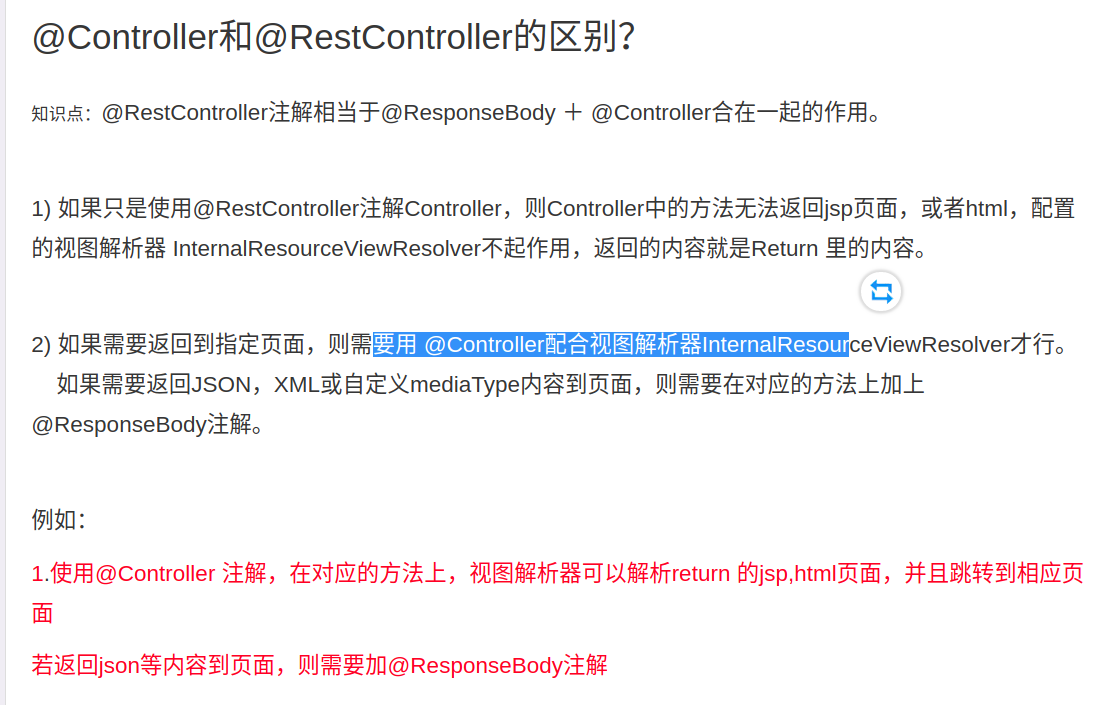 @Controller和@RestController的区别？
知识点：@RestController注解相当于@ResponseBody ＋ @Controller合在一起的作用。
1) 如果只是使用@RestController注解Controller，则Controller中的方法无法返回jsp页面，或者html，配置
的视图解析器 InternalResourceViewResolver不起作用，返回的内容就是Return 里的内容。
2) 如果需要返回到指定页面，则需要用 @Controller配合视图解析器InternalResourceViewResolver才行。
如果需要返回JSON，XML或自定义mediaType内容到页面，则需要在对应的方法上加上
@ResponseBody注解。
例如：
1.使用@Controller 注解，在对应的方法上，视图解析器可以解析return 的jsp,html页面，并且跳转到相应页
面
若返回json等内容到页面，则需要加@ResponseBody注解